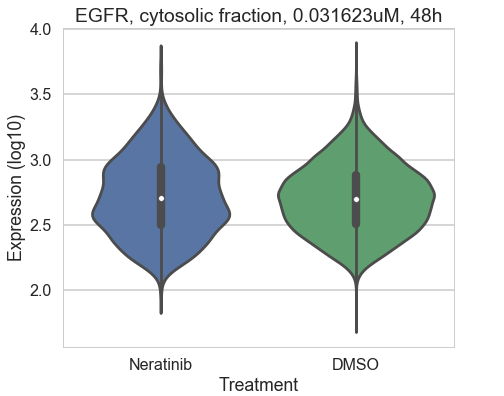 EGFR, cytosolic fraction, 0.031623uM, 48h
4.0
3.5
3.0
2.5
2.0
Expression (log10)
Neratinib
DMSO
Treatment